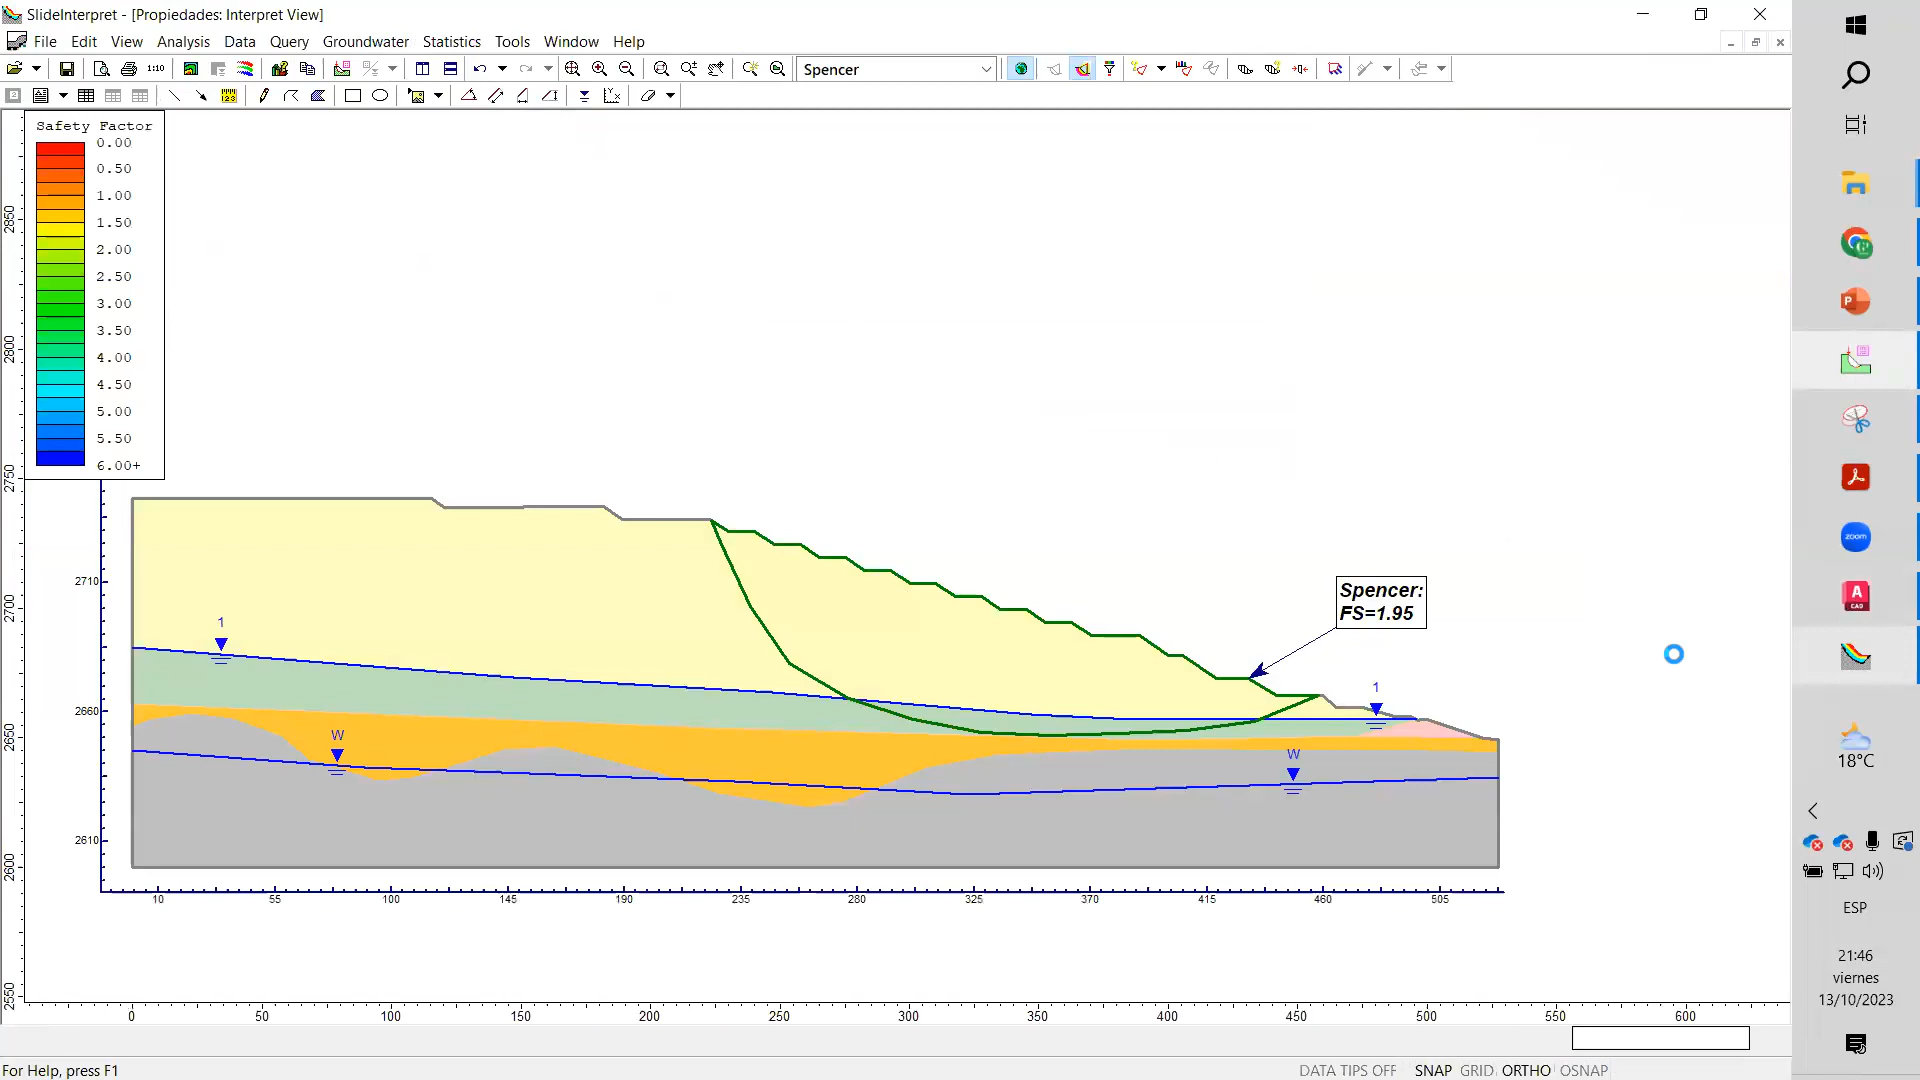 SlideInterpret - [Propiedades: Interpret View]
File Edit View Analysis Data Query Groundwater Statistics Tools Window Help
1:10
Spencer
Safety Factor
0.00
0.50
1.00
1.50
2.00
2.50
3.00
3.50
4.00
4.50
5.00
5.50
6.00+
2850
2800
2750
2700
2650
2600
2550
2710
2660
2610
1
W
Spencer:
FS=1.95
1
W
10 55 100 145 190 235 280 325 370 415 460 505
0 50 100 150 200 250 300 350 400 450 500 550 600
For Help, press F1
DATA TIPS OFF SNAP GRID ORTHO OSNAP
zoom
A
CAD
18°C
ESP
21:46
viernes
13/10/2023